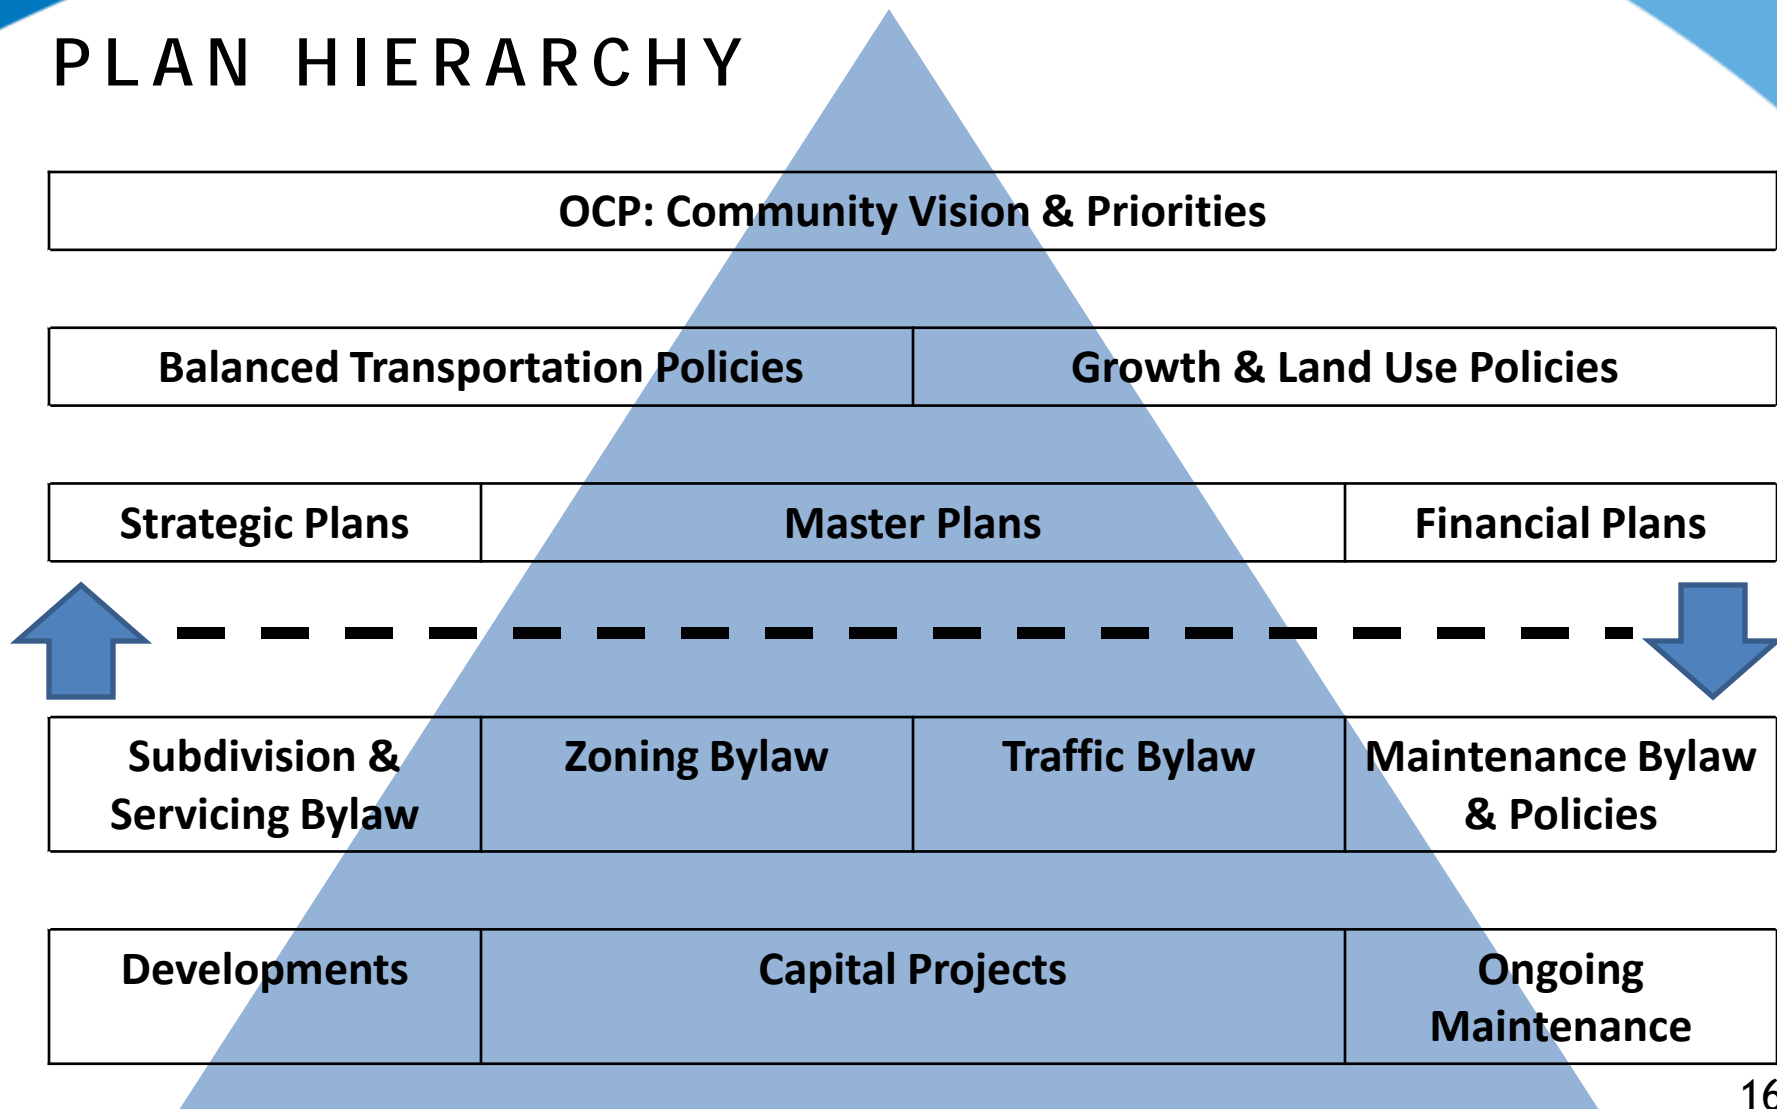 PLAN HIERARCHY
OCP: Community Vision & Priorities
Balanced Transportation Policies
Growth & Land Use Policies
Strategic Plans
Master Plans
Financial Plans
Subdivision &
Servicing Bylaw
Zoning Bylaw
Traffic Bylaw
Maintenance Bylaw
& Policies
Developments
Capital Projects
Ongoing
Maintenance
16